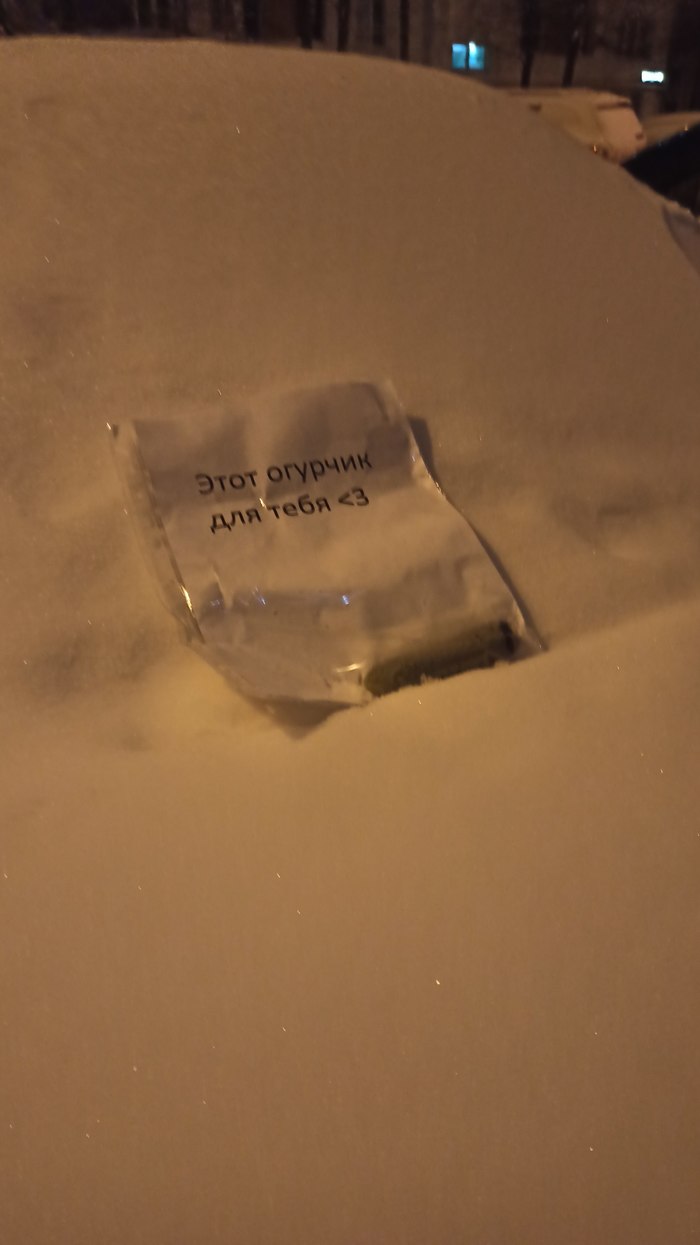 Этот огурчик
для тебя <3